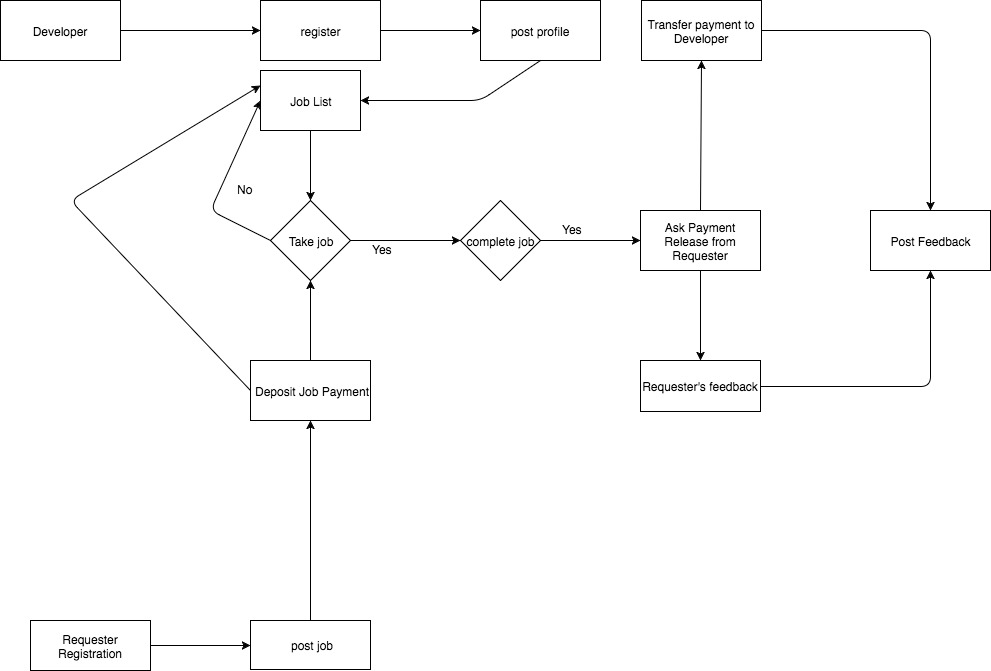 Developer
register
post profile
Transfer payment to
Developer
Job List
No
Take job
Yes
complete job
Yes
Ask Payment
Release from
Requester
Post Feedback
Deposit Job Payment
Requester's feedback
Requester
Registration
post job